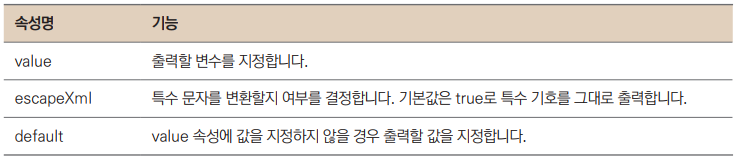 속성명 기능
value 출력할 변수를 지정합니다.
escapeXml 특수 문자를 변환할지 여부를 결정합니다. 기본값은 true로 특수 기호를 그대로 출력합니다.
default value 속성에 값을 지정하지 않을 경우 출력할 값을 지정합니다.